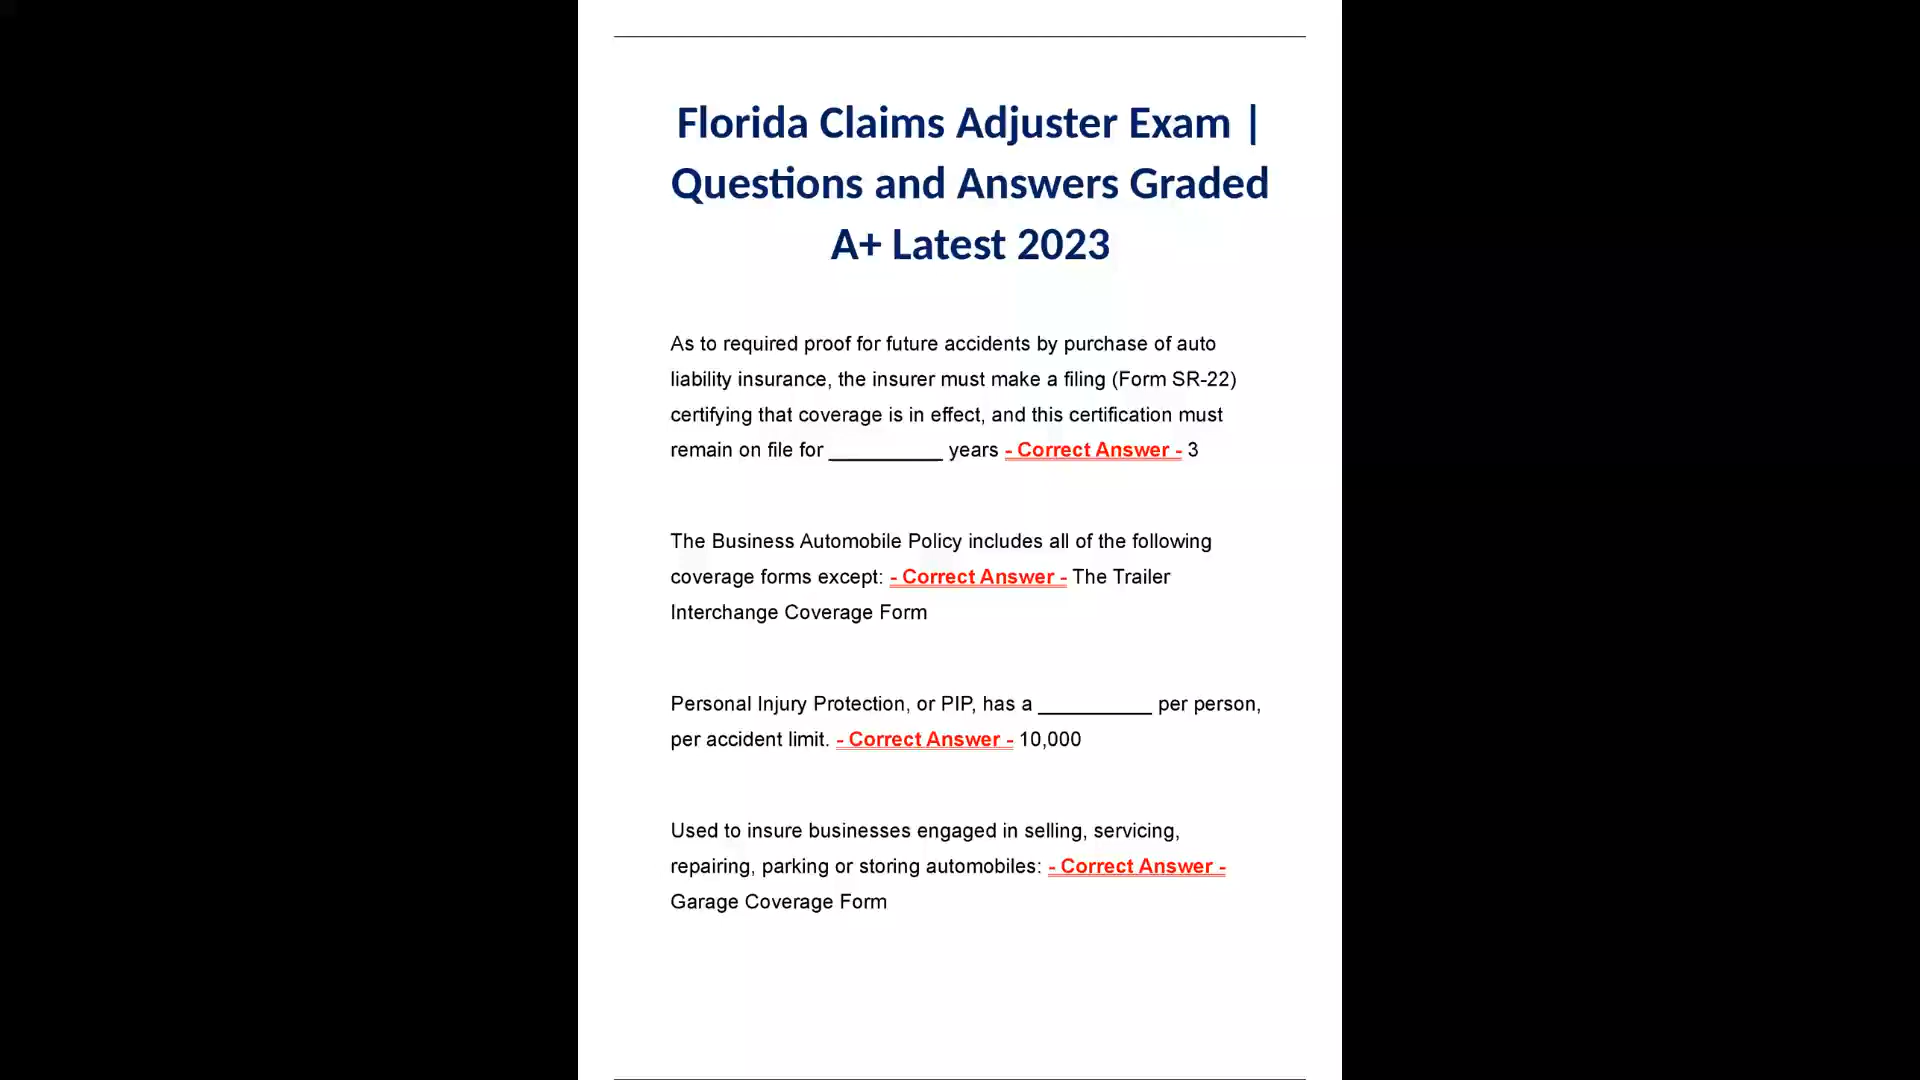 Florida Claims Adjuster Exam |
Questions and Answers Graded
A+ Latest 2023
As to required proof for future accidents by purchase of auto
liability insurance, the insurer must make a filing (Form SR-22)
certifying that coverage is in effect, and this certification must
remain on file for __________ years - Correct Answer - 3
The Business Automobile Policy includes all of the following
coverage forms except: - Correct Answer - The Trailer
Interchange Coverage Form
Personal Injury Protection, or PIP, has a __________ per person,
per accident limit. - Correct Answer - 10,000
Used to insure businesses engaged in selling, servicing,
repairing, parking or storing automobiles: - Correct Answer -
Garage Coverage Form